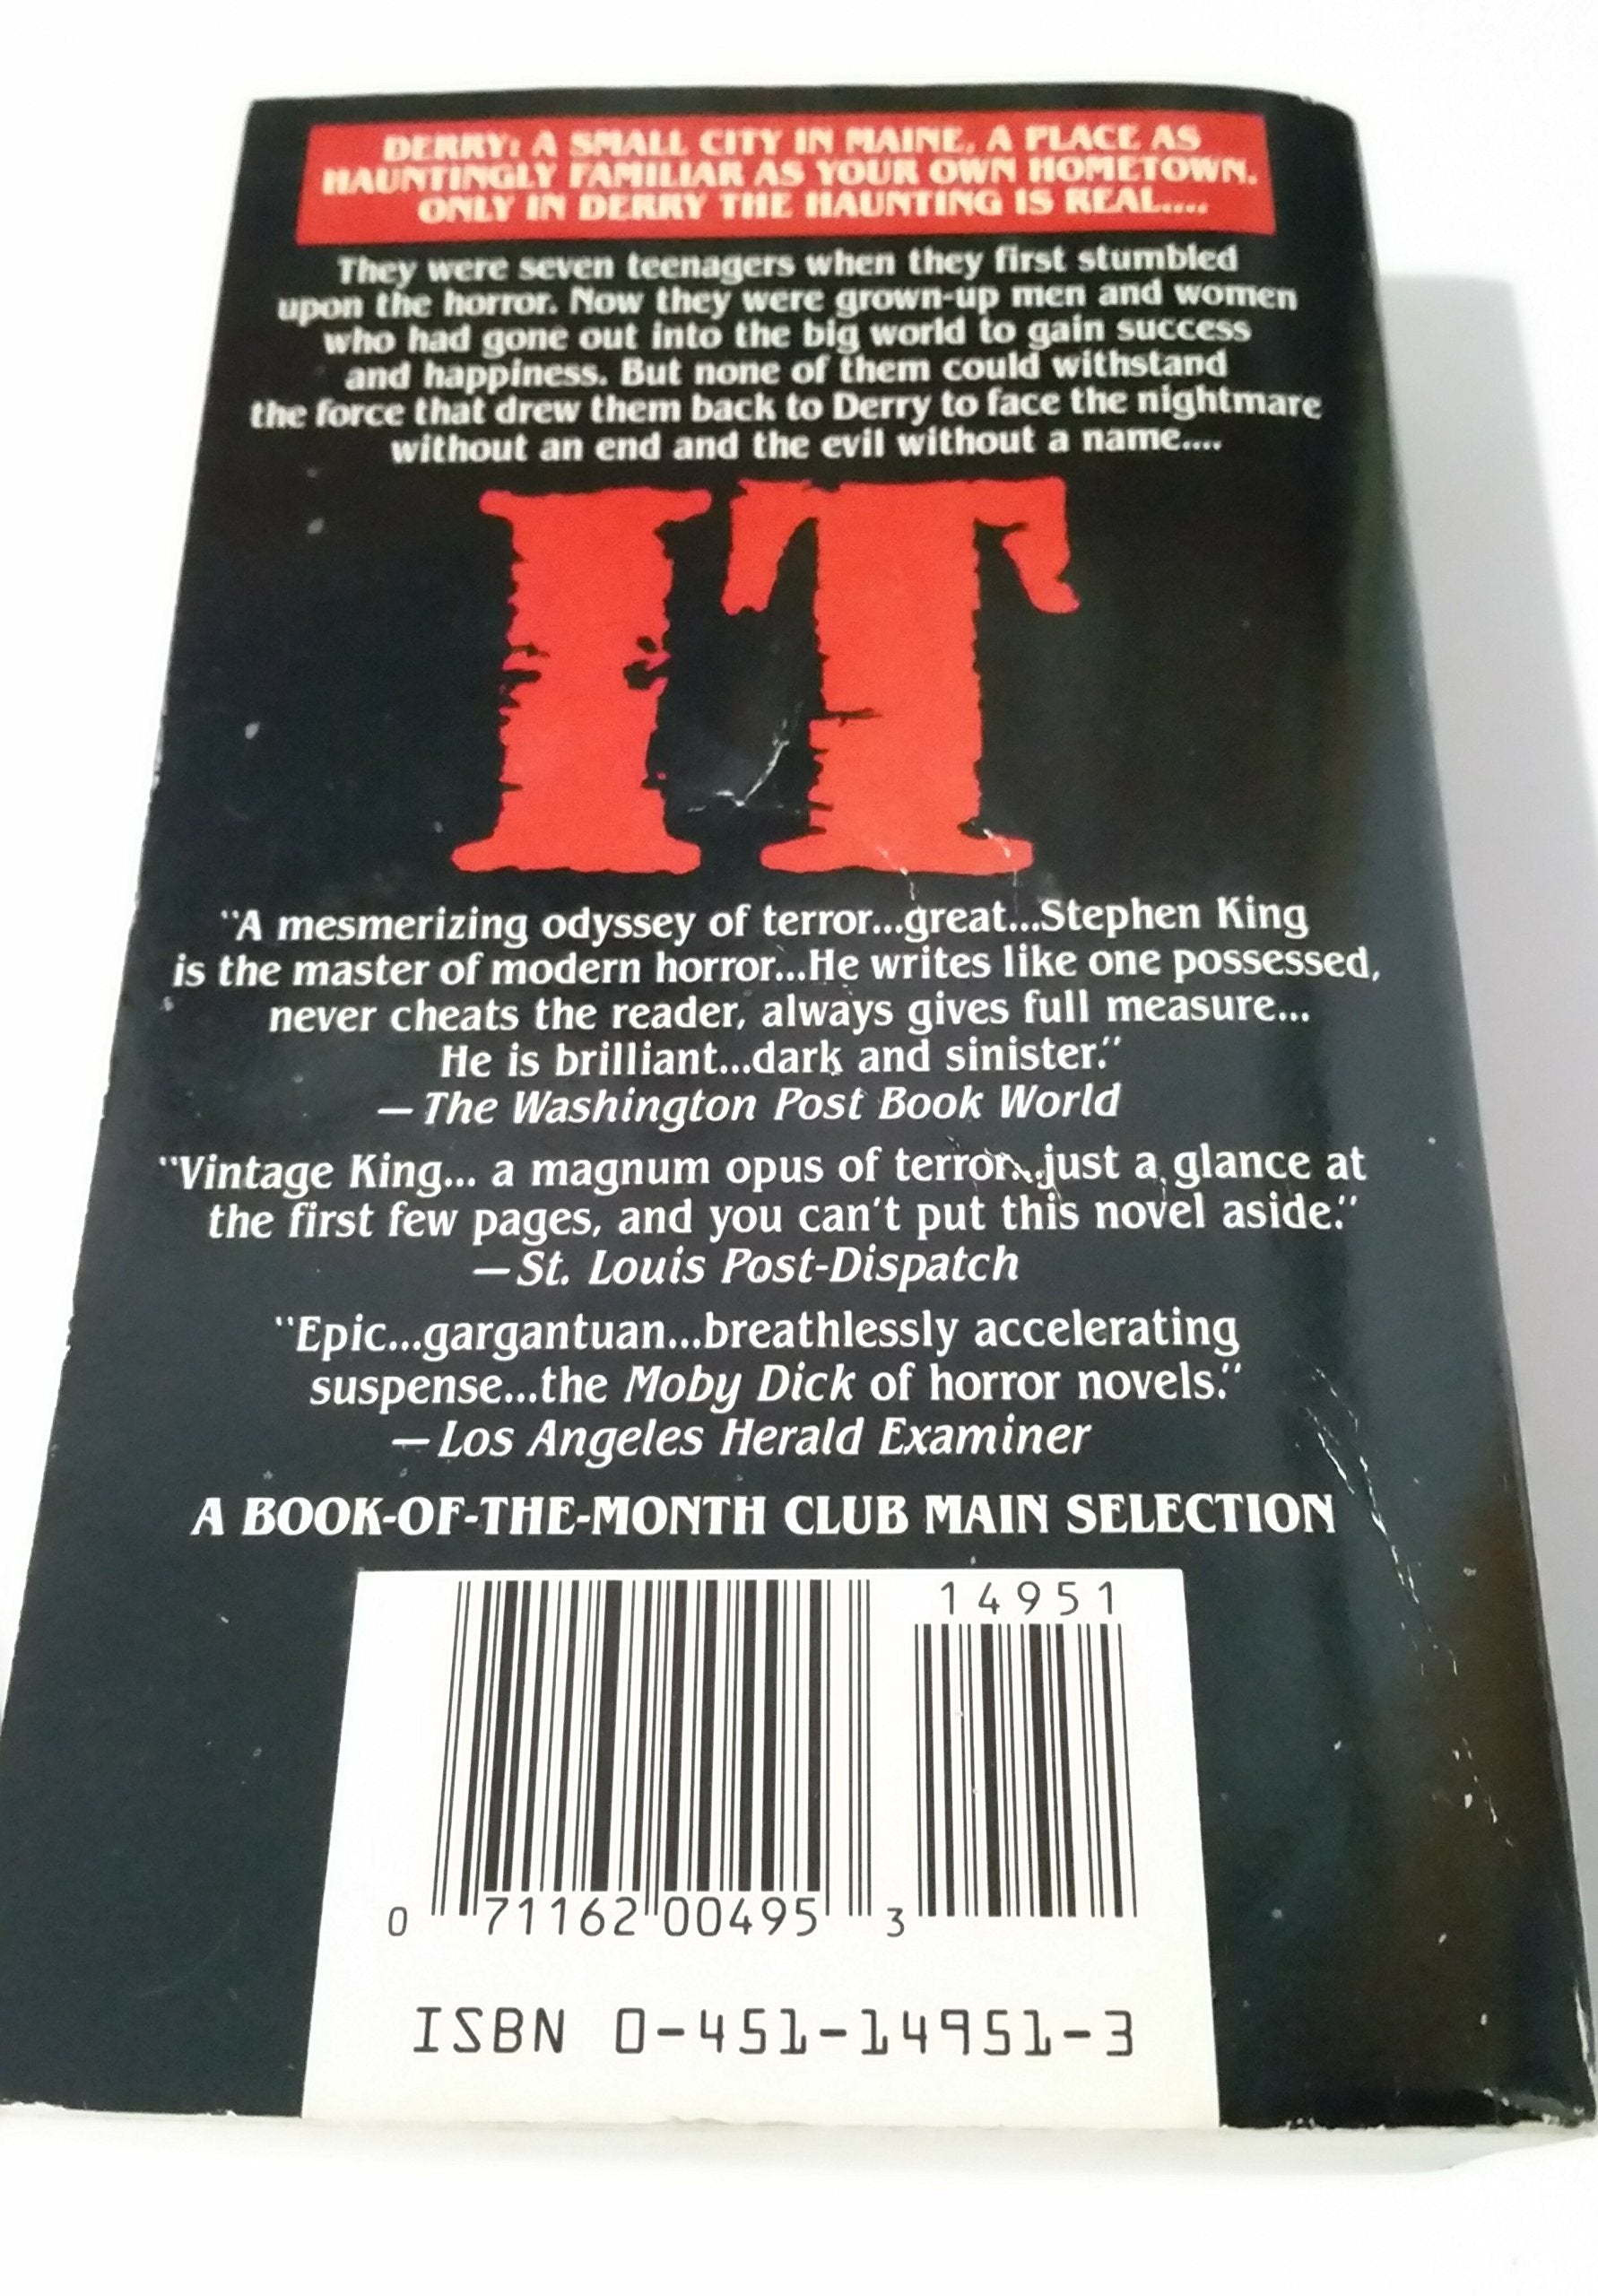 DERRY: A SMALL CITY IN MAINE, A PLACE AS
HAUNTINGLY FAMILIAR AS YOUR OWN HOMETOWN.
ONLY IN DERRY THE HAUNTING IS REAL....
They were seven teenagers when they first stumbled
upon the horror. Now they were grown-up men and women
who had gone out into the big world to gain success
and happiness. But none of them could withstand
the force that drew them back to Derry to face the nightmare
without an end and the evil without a name....
IT
"A mesmerizing odyssey of terror...great...Stephen King
is the master of modern horror...He writes like one possessed,
never cheats the reader, always gives full measure...
He is brilliant...dark and sinister."
—The Washington Post Book World
"Vintage King... a magnum opus of terror...just a glance at
the first few pages, and you can't put this novel aside."
—St. Louis Post-Dispatch
"Epic...gargantuan...breathlessly accelerating
suspense...the Moby Dick of horror novels."
—Los Angeles Herald Examiner
A BOOK-OF-THE-MONTH CLUB MAIN SELECTION
14951
0 71162 00495 3
ISBN 0-451-14951-3